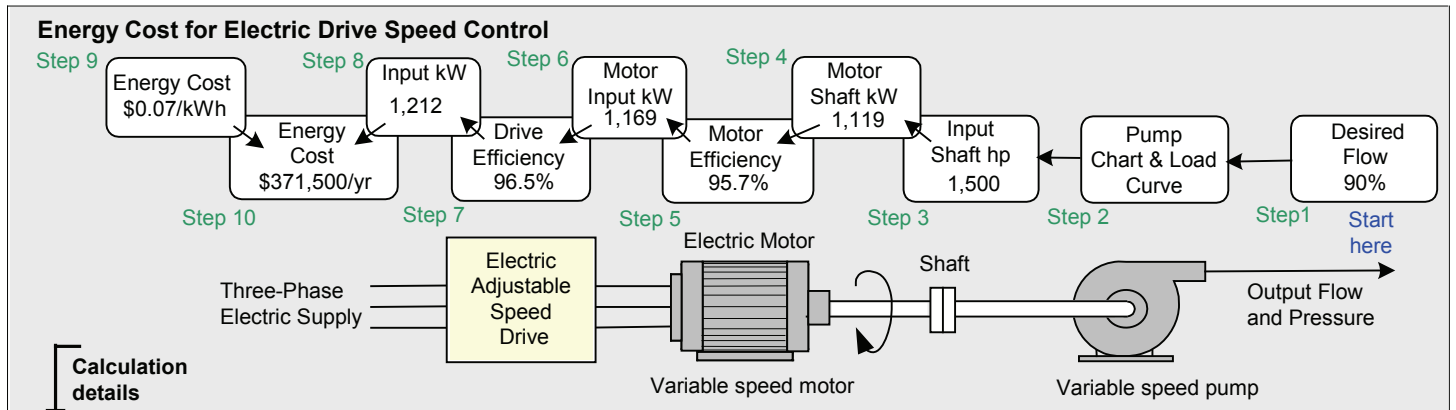 Energy Cost for Electric Drive Speed Control
Step 9
Energy Cost
$0.07/kWh
Step 8
Input kW
1,212
Step 6
Motor
Input kW
1,169
Step 4
Motor
Shaft kW
1,119
Energy
Cost
$371,500/yr
Step 10
Drive
Efficiency
96.5%
Step 7
Motor
Efficiency
95.7%
Step 5
Input
Shaft hp
1,500
Step 3
Pump
Chart & Load
Curve
Step 2
Desired
Flow
90%
Step1
Start
here
Three-Phase
Electric Supply
Electric
Adjustable
Speed
Drive
Electric Motor
Shaft
Output Flow
and Pressure
Variable speed motor
Variable speed pump
Calculation
details